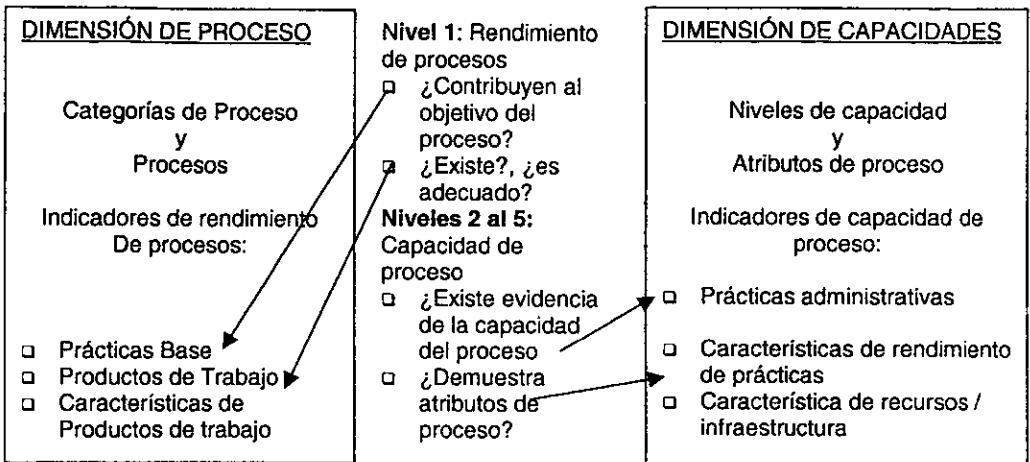 DIMENSIÓN DE PROCESO
Categorías de Proceso
y
Procesos
Indicadores de rendimiento
De procesos:
❑ Prácticas Base
❑ Productos de Trabajo
❑ Características de
Productos de trabajo
Nivel 1: Rendimiento
de procesos
❑ ¿Contribuyen al
objetivo del
proceso?
❑ ¿Existe?, ¿es
adecuado?
Niveles 2 al 5:
Capacidad de
proceso
❑ ¿Existe evidencia
de la capacidad
del proceso
❑ ¿Demuestra
atributos de
proceso?
DIMENSIÓN DE CAPACIDADES
Niveles de capacidad
y
Atributos de proceso
Indicadores de capacidad de
proceso:
❑ Prácticas administrativas
❑ Características de rendimiento
de prácticas
❑ Característica de recursos /
infraestructura